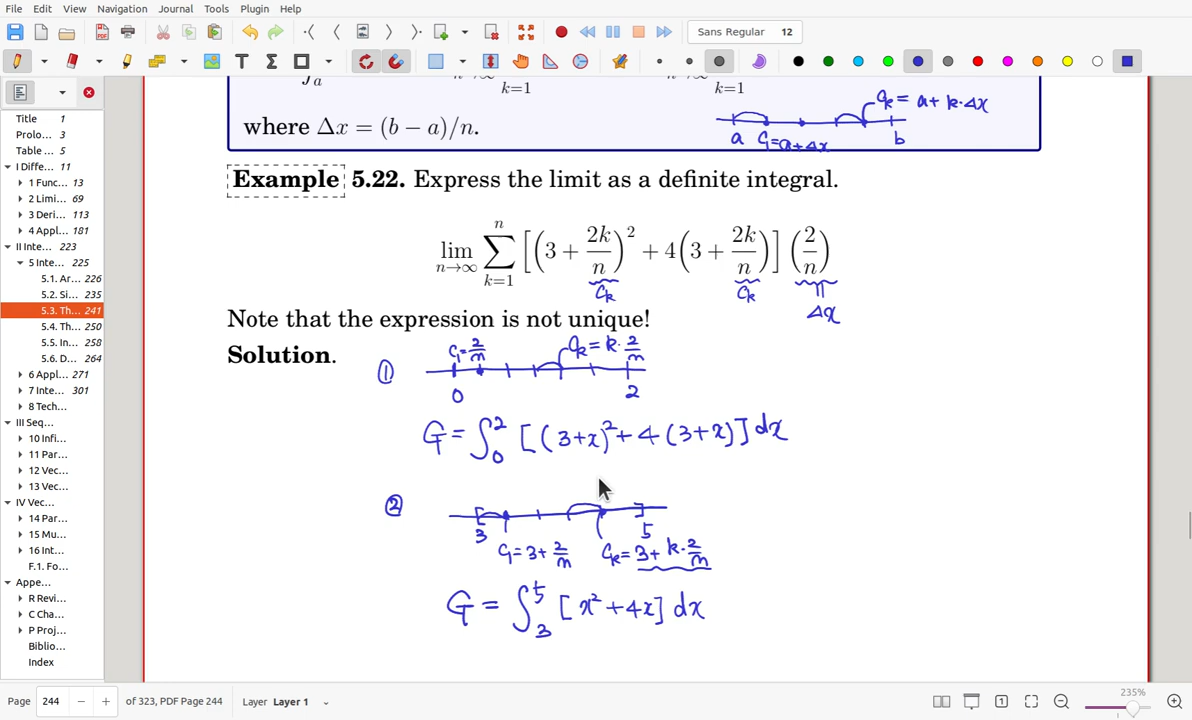 File Edit View Navigation Journal Tools Plugin Help
Sans Regular 12
Title 1
Prolo... 3
Table ... 5
I Diffe... 11
1 Func... 13
2 Limi... 69
3 Deri... 113
4 Appl... 181
II Inte... 223
5 Inte... 225
5.1. Ar... 226
5.2. Si... 235
5.3. Th... 241
5.4. Th... 250
5.5. In... 258
5.6. D... 264
6 Appl... 271
7 Inte... 301
8 Tech...
III Seq...
10 Infi...
11 Par...
12 Vec...
13 Vec...
IV Vec...
14 Par...
15 Mu...
16 Int...
F.1. Fo...
Appe...
R Revi...
C Cha...
P Proj...
Biblio...
Index
∫a k=1 k=1
where Δx = (b − a)/n.
a C₁=a+Δx Cₖ= a+k·Δx b
Example 5.22. Express the limit as a definite integral.
lim n→∞ ∑ k=1 n [(3 + 2k/n)² + 4(3 + 2k/n)] (2/n)
Cₖ Cₖ Δx
Note that the expression is not unique!
Solution.
① C₁=2/n Cₖ=k·2/n
0 2
G = ∫₀² [(3+x)²+4(3+x)]dx
②
3 5
C₁=3+2/n Cₖ=3+k·2/n
G = ∫₃⁵ [x²+4x]dx
Page 244 − + of 323, PDF Page 244 Layer Layer 1 235%